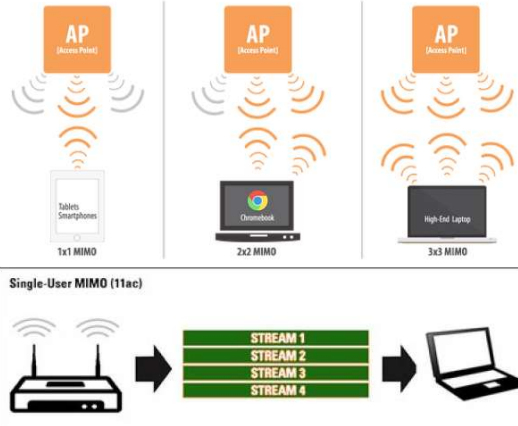 AP
[Access Point]
AP
[Access Point]
AP
[Access Point]
Tablets
Smartphones
Chromebook
High-End Laptop
1x1 MIMO
2x2 MIMO
3x3 MIMO
Single-User MIMO (11ac)
STREAM 1
STREAM 2
STREAM 3
STREAM 4